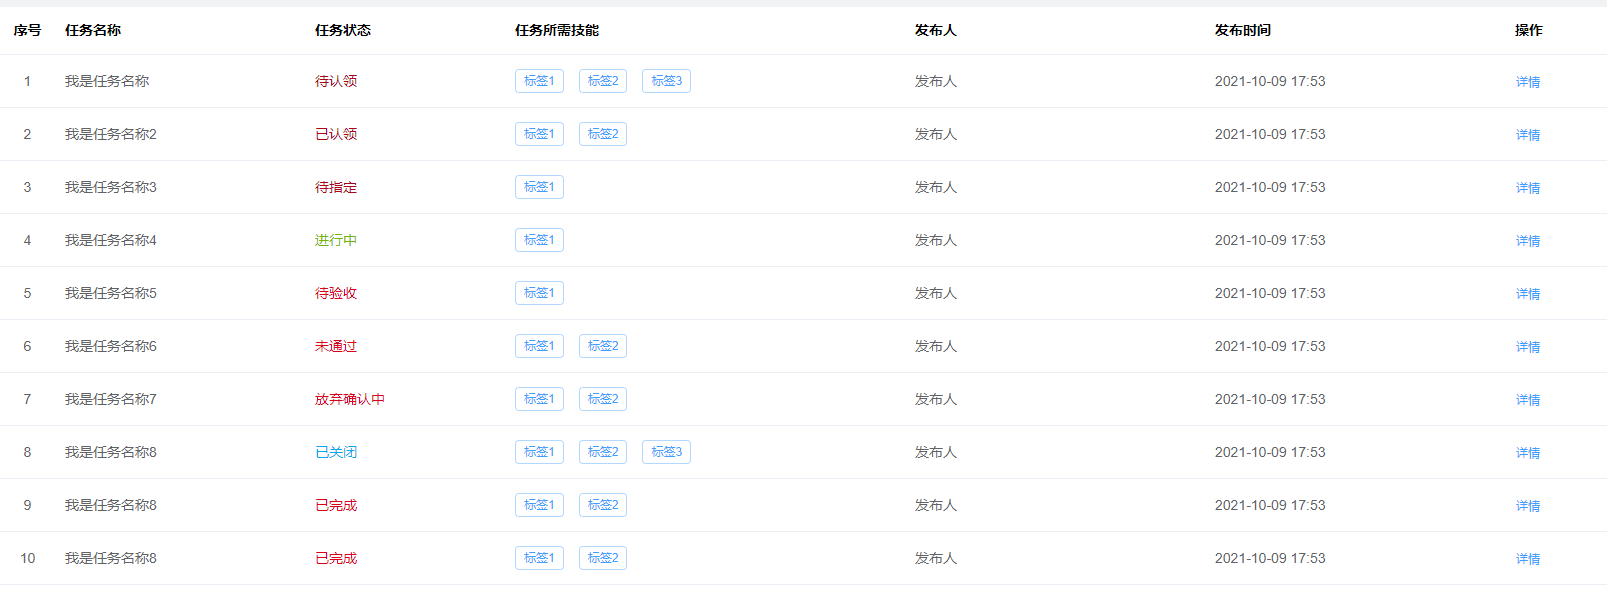 序号 任务名称 任务状态 任务所需技能 发布人 发布时间 操作
1 我是任务名称 待认领 标签1 标签2 标签3 发布人 2021-10-09 17:53 详情
2 我是任务名称2 已认领 标签1 标签2 发布人 2021-10-09 17:53 详情
3 我是任务名称3 待指定 标签1 发布人 2021-10-09 17:53 详情
4 我是任务名称4 进行中 标签1 发布人 2021-10-09 17:53 详情
5 我是任务名称5 待验收 标签1 发布人 2021-10-09 17:53 详情
6 我是任务名称6 未通过 标签1 标签2 发布人 2021-10-09 17:53 详情
7 我是任务名称7 放弃确认中 标签1 标签2 发布人 2021-10-09 17:53 详情
8 我是任务名称8 已关闭 标签1 标签2 标签3 发布人 2021-10-09 17:53 详情
9 我是任务名称8 已完成 标签1 标签2 发布人 2021-10-09 17:53 详情
10 我是任务名称8 已完成 标签1 标签2 发布人 2021-10-09 17:53 详情